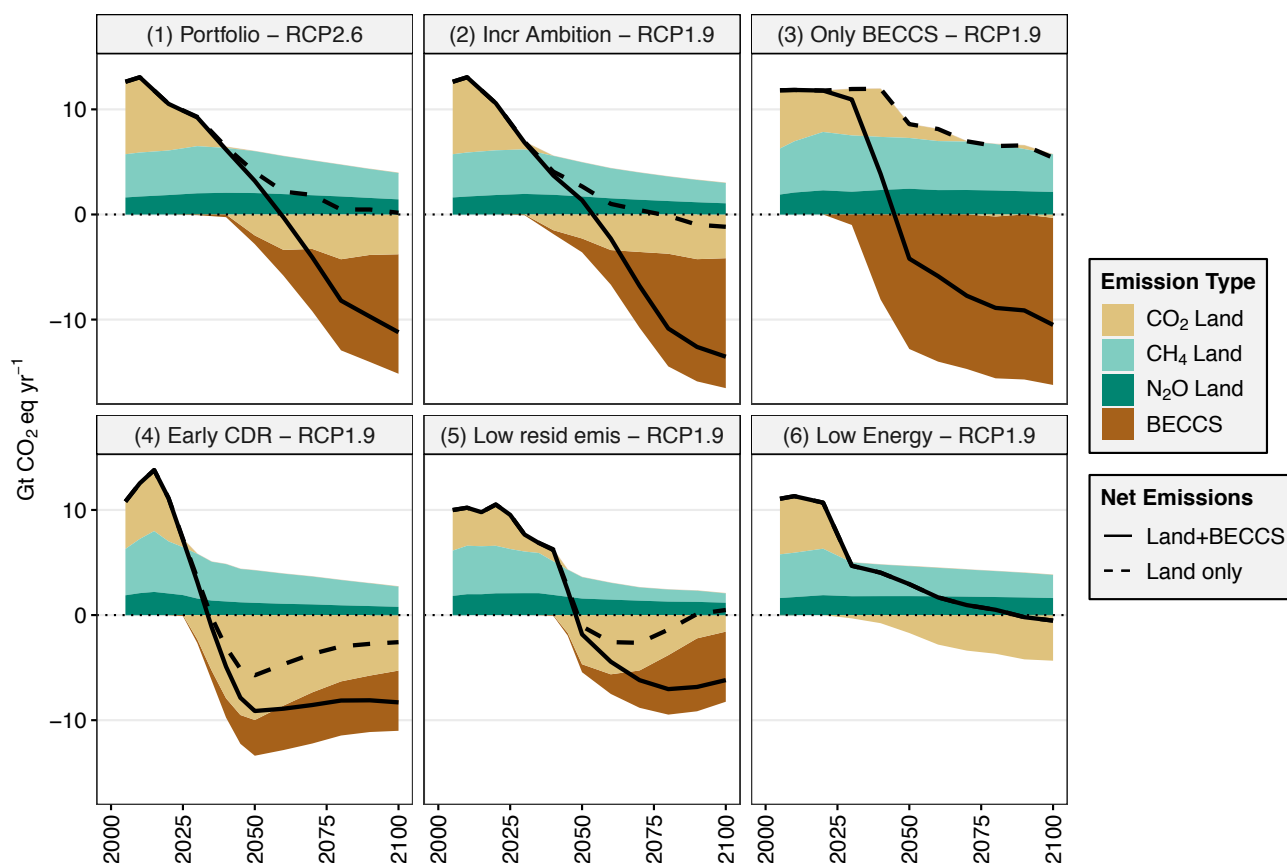 (1) Portfolio − RCP2.6
(2) Incr Ambition − RCP1.9
(3) Only BECCS − RCP1.9
10
0
−10
(4) Early CDR − RCP1.9
(5) Low resid emis − RCP1.9
(6) Low Energy − RCP1.9
10
0
−10
2000
2025
2050
2075
2100
2000
2025
2050
2075
2100
2000
2025
2050
2075
2100
Gt CO₂ eq yr⁻¹
Emission Type
CO₂ Land
CH₄ Land
N₂O Land
BECCS
Net Emissions
Land+BECCS
Land only